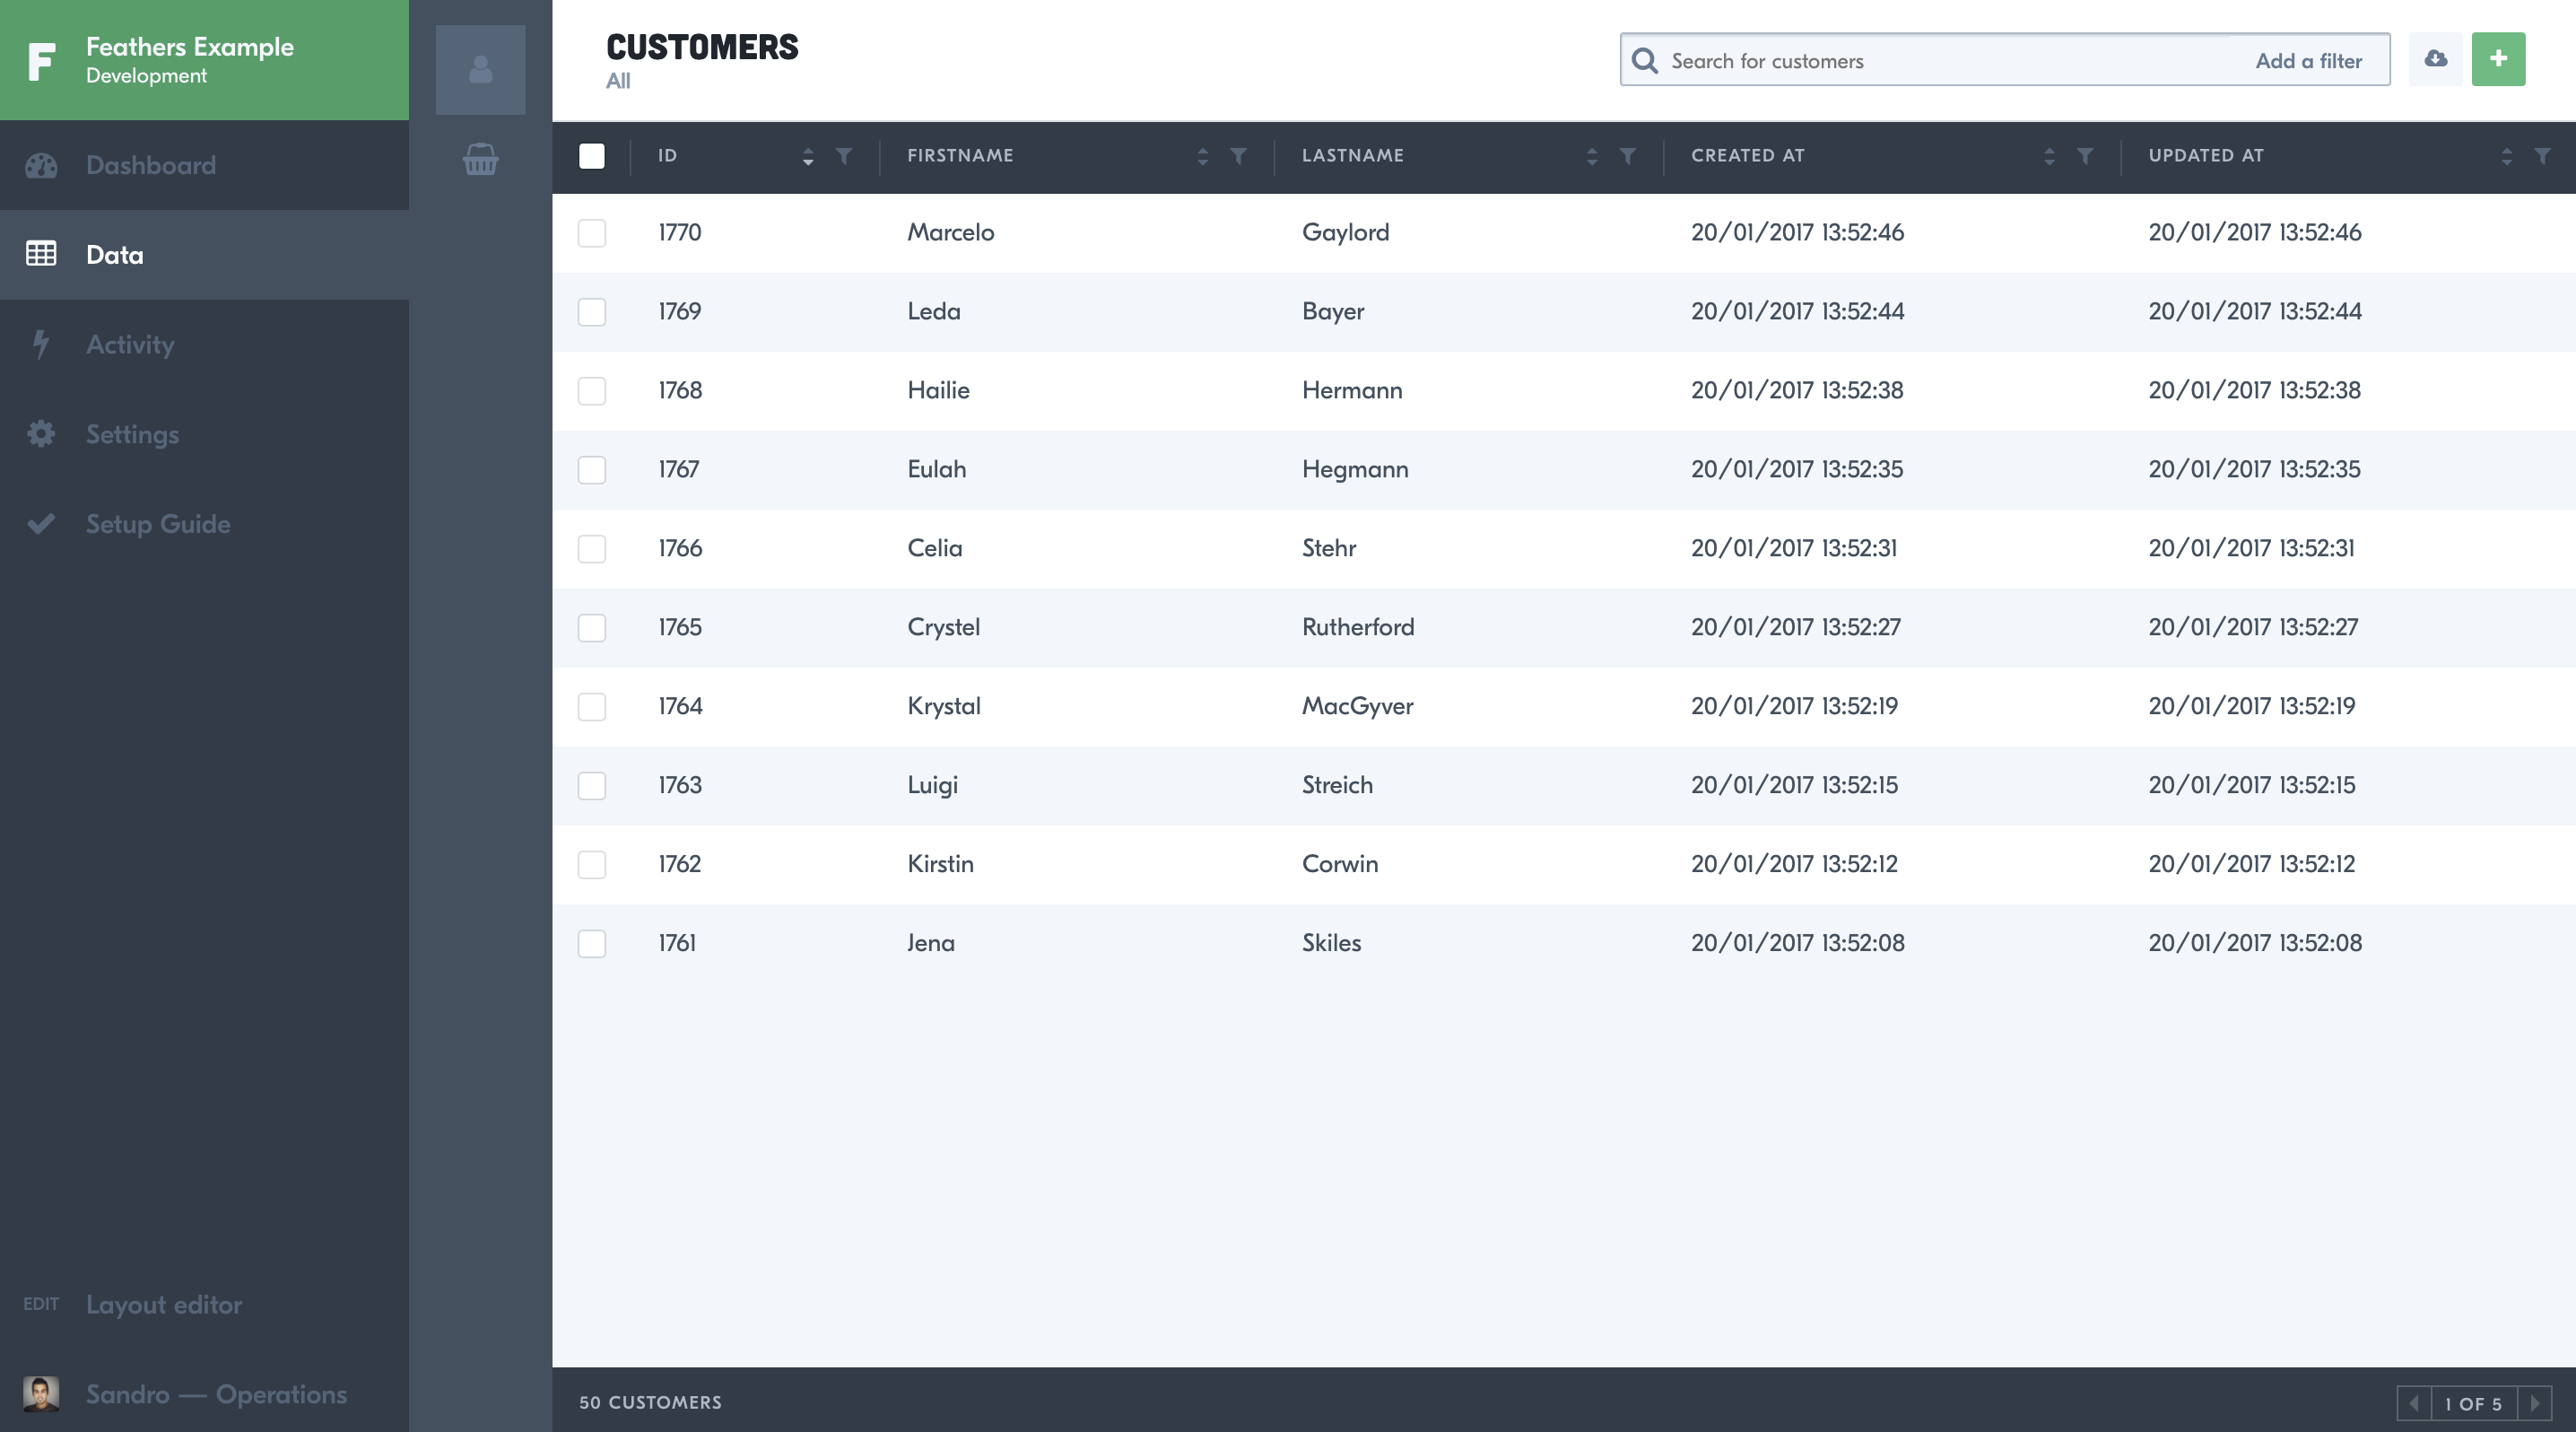 Feathers Example
Development
Dashboard
Data
Activity
Settings
Setup Guide
EDIT Layout editor
Sandro — Operations
CUSTOMERS
All
Search for customers Add a filter
ID FIRSTNAME LASTNAME CREATED AT UPDATED AT
1770 Marcelo Gaylord 20/01/2017 13:52:46 20/01/2017 13:52:46
1769 Leda Bayer 20/01/2017 13:52:44 20/01/2017 13:52:44
1768 Hailie Hermann 20/01/2017 13:52:38 20/01/2017 13:52:38
1767 Eulah Hegmann 20/01/2017 13:52:35 20/01/2017 13:52:35
1766 Celia Stehr 20/01/2017 13:52:31 20/01/2017 13:52:31
1765 Crystel Rutherford 20/01/2017 13:52:27 20/01/2017 13:52:27
1764 Krystal MacGyver 20/01/2017 13:52:19 20/01/2017 13:52:19
1763 Luigi Streich 20/01/2017 13:52:15 20/01/2017 13:52:15
1762 Kirstin Corwin 20/01/2017 13:52:12 20/01/2017 13:52:12
1761 Jena Skiles 20/01/2017 13:52:08 20/01/2017 13:52:08
50 CUSTOMERS
1 OF 5